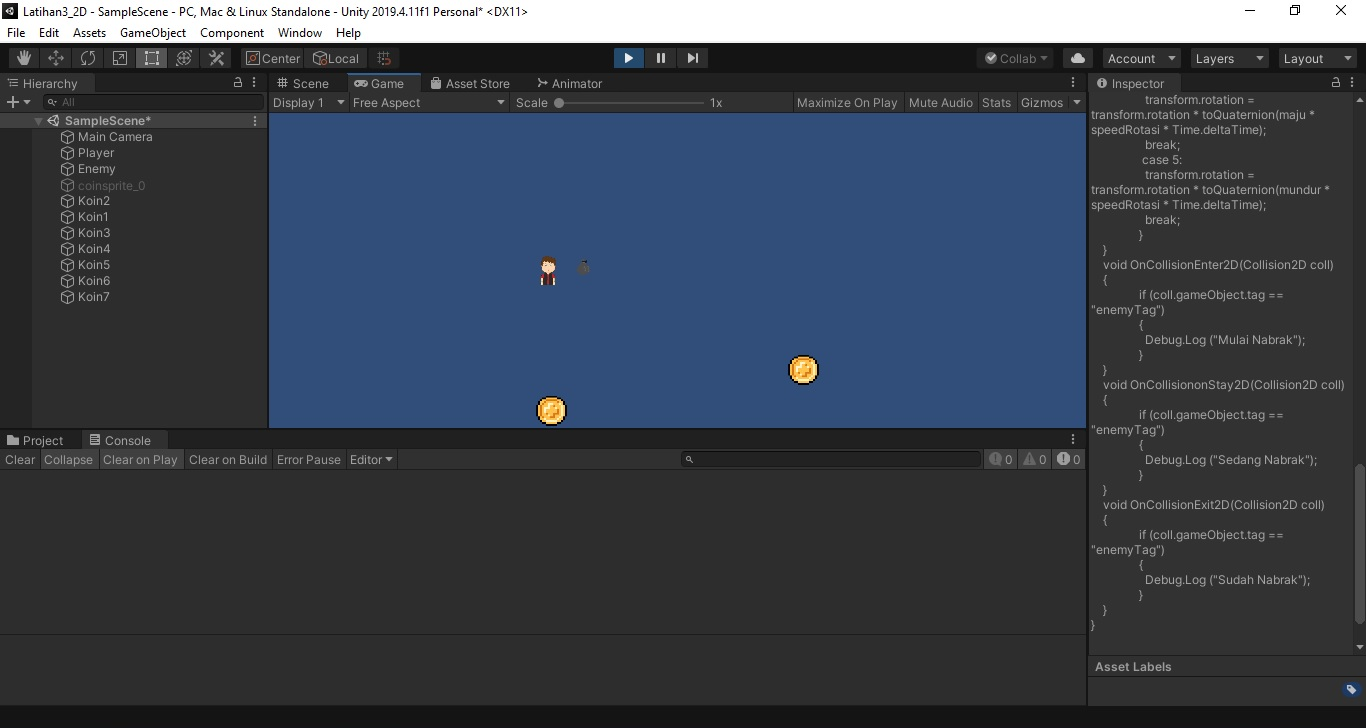 Latihan3_2D - SampleScene - PC, Mac & Linux Standalone - Unity 2019.4.11f1 Personal* <DX11>
File Edit Assets GameObject Component Window Help
Center Local Collab Account Layers Layout
Hierarchy
All
SampleScene*
Main Camera
Player
Enemy
coinsprite_0
Koin2
Koin1
Koin3
Koin4
Koin5
Koin6
Koin7
Scene Game Asset Store Animator
Display 1 Free Aspect Scale 1x Maximize On Play Mute Audio Stats Gizmos
Project Console
Clear Collapse Clear on Play Clear on Build Error Pause Editor 0 0 0
Inspector
transform.rotation =
transform.rotation * toQuaternion(maju *
speedRotasi * Time.deltaTime);
break;
case 5:
transform.rotation =
transform.rotation * toQuaternion(mundur *
speedRotasi * Time.deltaTime);
break;
}
}
void OnCollisionEnter2D(Collision2D coll)
{
if (coll.gameObject.tag ==
"enemyTag")
{
Debug.Log ("Mulai Nabrak");
}
}
void OnCollisiononStay2D(Collision2D coll)
{
if (coll.gameObject.tag ==
"enemyTag")
{
Debug.Log ("Sedang Nabrak");
}
}
void OnCollisionExit2D(Collision2D coll)
{
if (coll.gameObject.tag ==
"enemyTag")
{
Debug.Log ("Sudah Nabrak");
}
}
}
Asset Labels